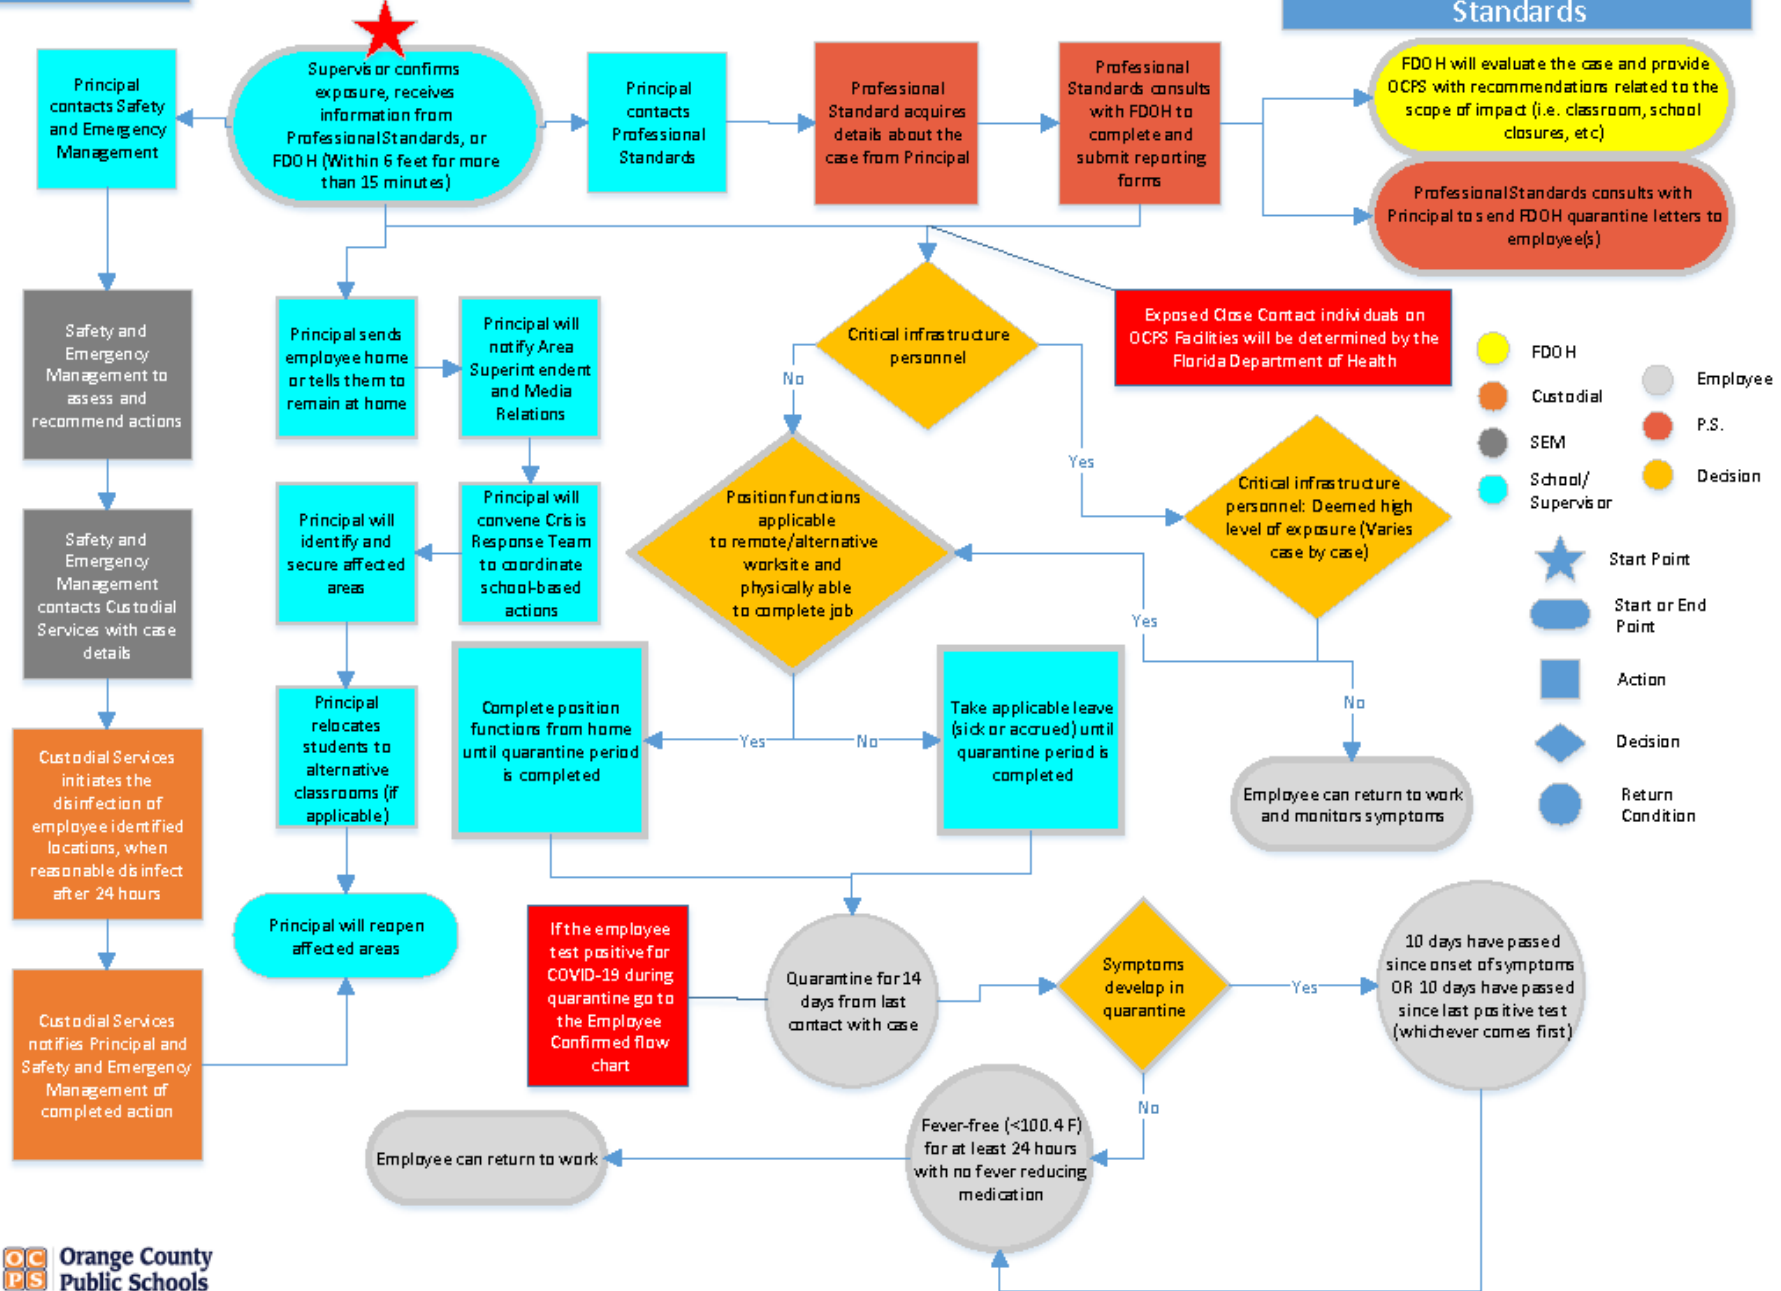 Standards
Principal
contacts Safety
and Emergency
Management
Supervisor confirms
exposure, receives
information from
Professional Standards, or
FDOH (Within 6 feet for more
than 15 minutes)
Principal
contacts
Professional
Standards
Professional
Standard acquires
details about the
case from Principal
Professional
Standards consults
with FDOH to
complete and
submit reporting
forms
FDOH will evaluate the case and provide
OCPS with recommendations related to the
scope of impact (i.e. classroom, school
closures, etc)
Professional Standards consults with
Principal to send FDOH quarantine letters to
employee(s)
Safety and
Emergency
Management to
assess and
recommend actions
Principal sends
employee home
or tells them to
remain at home
Principal will
notify Area
Superintendent
and Media
Relations
Critical infrastructure
personnel
Exposed Close Contact individuals on
OCPS Facilities will be determined by the
Florida Department of Health
No
Yes
FDOH
Custodial
SEM
School/
Supervisor
Employee
P.S.
Decision
Start Point
Start or End
Point
Action
Decision
Return
Condition
Safety and
Emergency
Management
contacts Custodial
Services with case
details
Principal will
identify and
secure affected
areas
Principal will
convene Crisis
Response Team
to coordinate
school-based
actions
Position functions
applicable
to remote/alternative
worksite and
physically able
to complete job
Critical infrastructure
personnel: Deemed high
level of exposure (Varies
case by case)
Yes
No
Custodial Services
initiates the
disinfection of
employee identified
locations, when
reasonable disinfect
after 24 hours
Principal
relocates
students to
alternative
classrooms (if
applicable)
Complete position
functions from home
until quarantine period
is completed
Yes
No
Take applicable leave
(sick or accrued) until
quarantine period is
completed
Employee can return to work
and monitors symptoms
Principal will reopen
affected areas
If the employee
test positive for
COVID-19 during
quarantine go to
the Employee
Confirmed flow
chart
Quarantine for 14
days from last
contact with case
Symptoms
develop in
quarantine
Yes
10 days have passed
since onset of symptoms
OR 10 days have passed
since last positive test
(whichever comes first)
Custodial Services
notifies Principal and
Safety and Emergency
Management of
completed action
No
Employee can return to work
Fever-free (<100.4 F)
for at least 24 hours
with no fever reducing
medication
OC
PS
Orange County
Public Schools